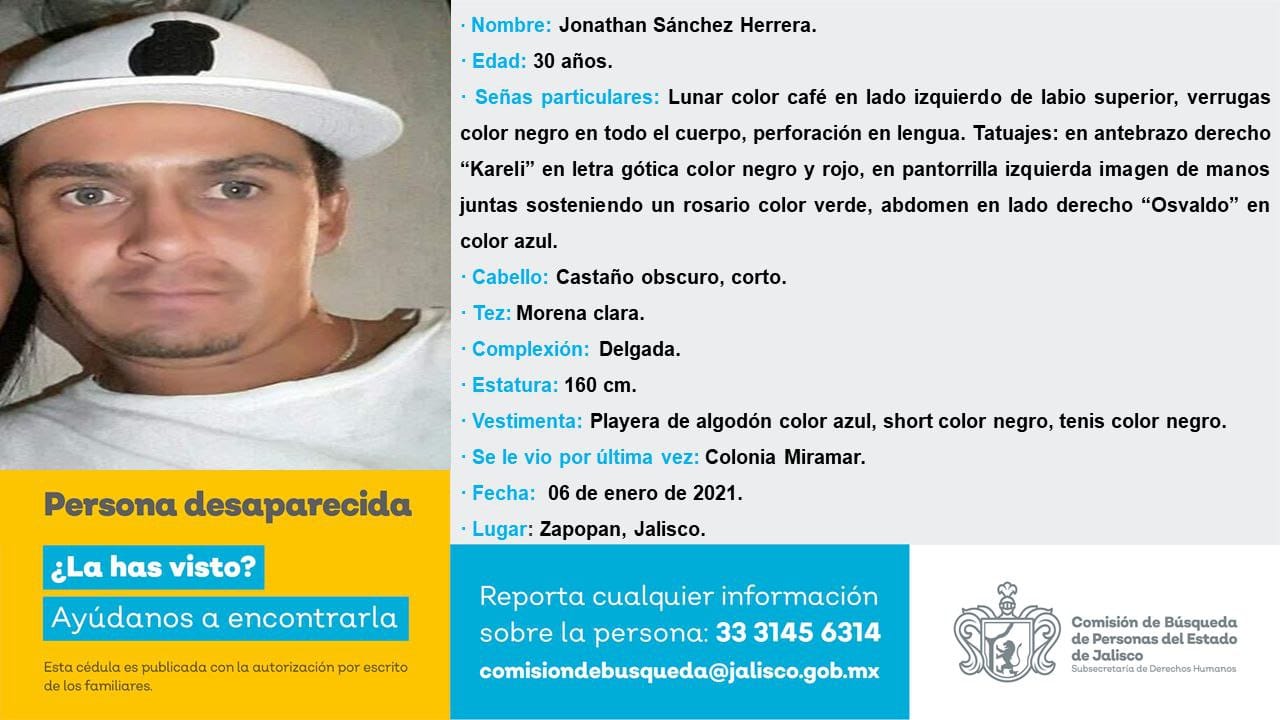 · Nombre: Jonathan Sánchez Herrera.
· Edad: 30 años.
· Señas particulares: Lunar color café en lado izquierdo de labio superior, verrugas
color negro en todo el cuerpo, perforación en lengua. Tatuajes: en antebrazo derecho
“Kareli” en letra gótica color negro y rojo, en pantorrilla izquierda imagen de manos
juntas sosteniendo un rosario color verde, abdomen en lado derecho “Osvaldo” en
color azul.
· Cabello: Castaño obscuro, corto.
· Tez: Morena clara.
· Complexión: Delgada.
· Estatura: 160 cm.
· Vestimenta: Playera de algodón color azul, short color negro, tenis color negro.
· Se le vio por última vez: Colonia Miramar.
· Fecha: 06 de enero de 2021.
· Lugar: Zapopan, Jalisco.
Persona desaparecida
¿La has visto?
Ayúdanos a encontrarla
Esta cédula es publicada con la autorización por escrito
de los familiares.
Reporta cualquier información
sobre la persona: 33 3145 6314
comisiondebusqueda@jalisco.gob.mx
Comisión de Búsqueda
de Personas del Estado
de Jalisco
Subsecretaría de Derechos Humanos